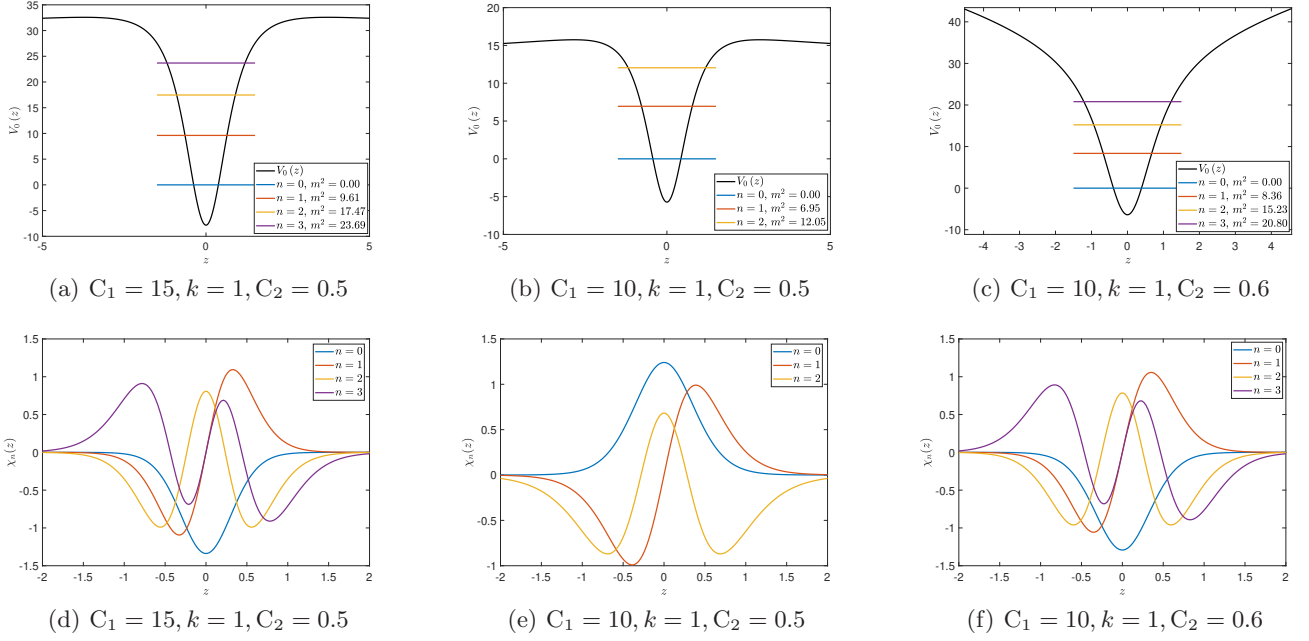 35
30
25
20
15
10
5
0
-5
-10
-5
0
5
z
V₀(z)
V₀(z)
n = 0, m² = 0.00
n = 1, m² = 9.61
n = 2, m² = 17.47
n = 3, m² = 23.69
(a) C₁ = 15, k = 1, C₂ = 0.5
20
15
10
5
0
-5
-10
-5
0
5
z
V₀(z)
V₀(z)
n = 0, m² = 0.00
n = 1, m² = 6.95
n = 2, m² = 12.05
(b) C₁ = 10, k = 1, C₂ = 0.5
40
30
20
10
0
-10
-4
-3
-2
-1
0
1
2
3
4
z
V₀(z)
V₀(z)
n = 0, m² = 0.00
n = 1, m² = 8.36
n = 2, m² = 15.23
n = 3, m² = 20.80
(c) C₁ = 10, k = 1, C₂ = 0.6
1.5
1
0.5
0
-0.5
-1
-1.5
-2
-1.5
-1
-0.5
0
0.5
1
1.5
2
z
χₙ(z)
n = 0
n = 1
n = 2
n = 3
(d) C₁ = 15, k = 1, C₂ = 0.5
1.5
1
0.5
0
-0.5
-1
-2
-1.5
-1
-0.5
0
0.5
1
1.5
2
z
χₙ(z)
n = 0
n = 1
n = 2
(e) C₁ = 10, k = 1, C₂ = 0.5
1.5
1
0.5
0
-0.5
-1
-1.5
-2
-1.5
-1
-0.5
0
0.5
1
1.5
2
z
χₙ(z)
n = 0
n = 1
n = 2
n = 3
(f) C₁ = 10, k = 1, C₂ = 0.6